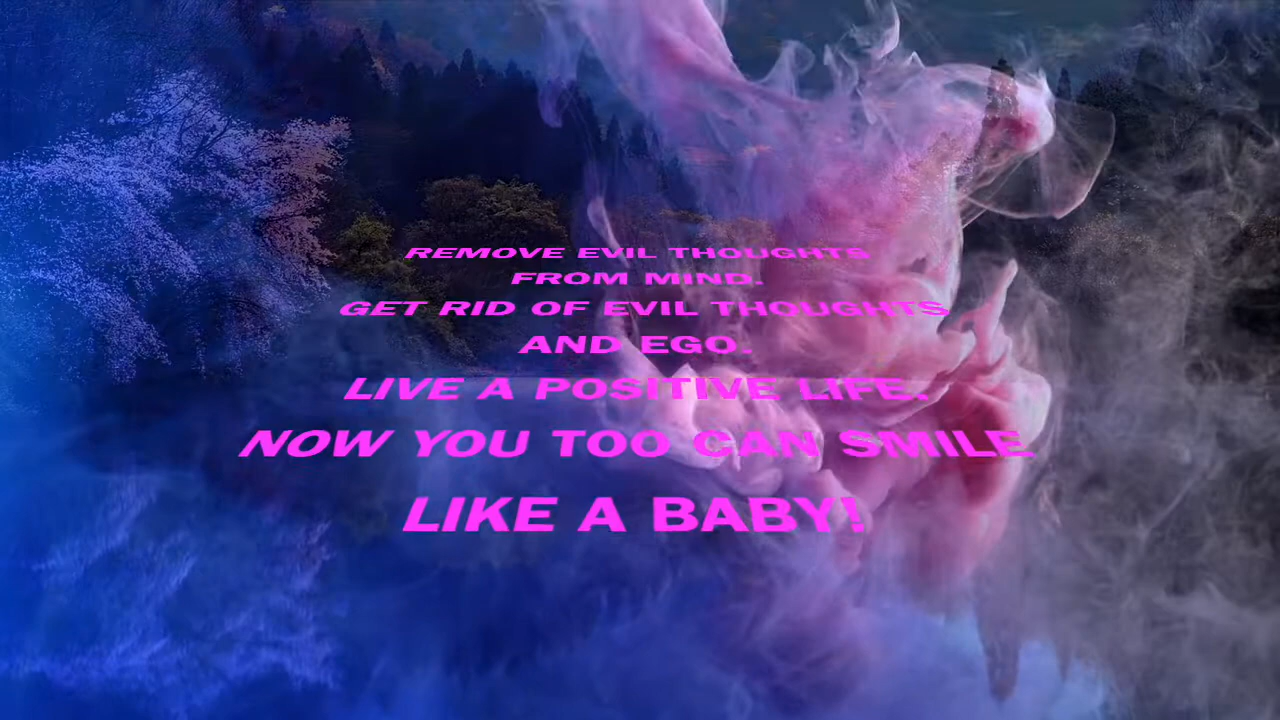 REMOVE EVIL THOUGHTS
FROM MIND.
GET RID OF EVIL THOUGHTS
AND EGO.
LIVE A POSITIVE LIFE.
NOW YOU TOO CAN SMILE
LIKE A BABY!